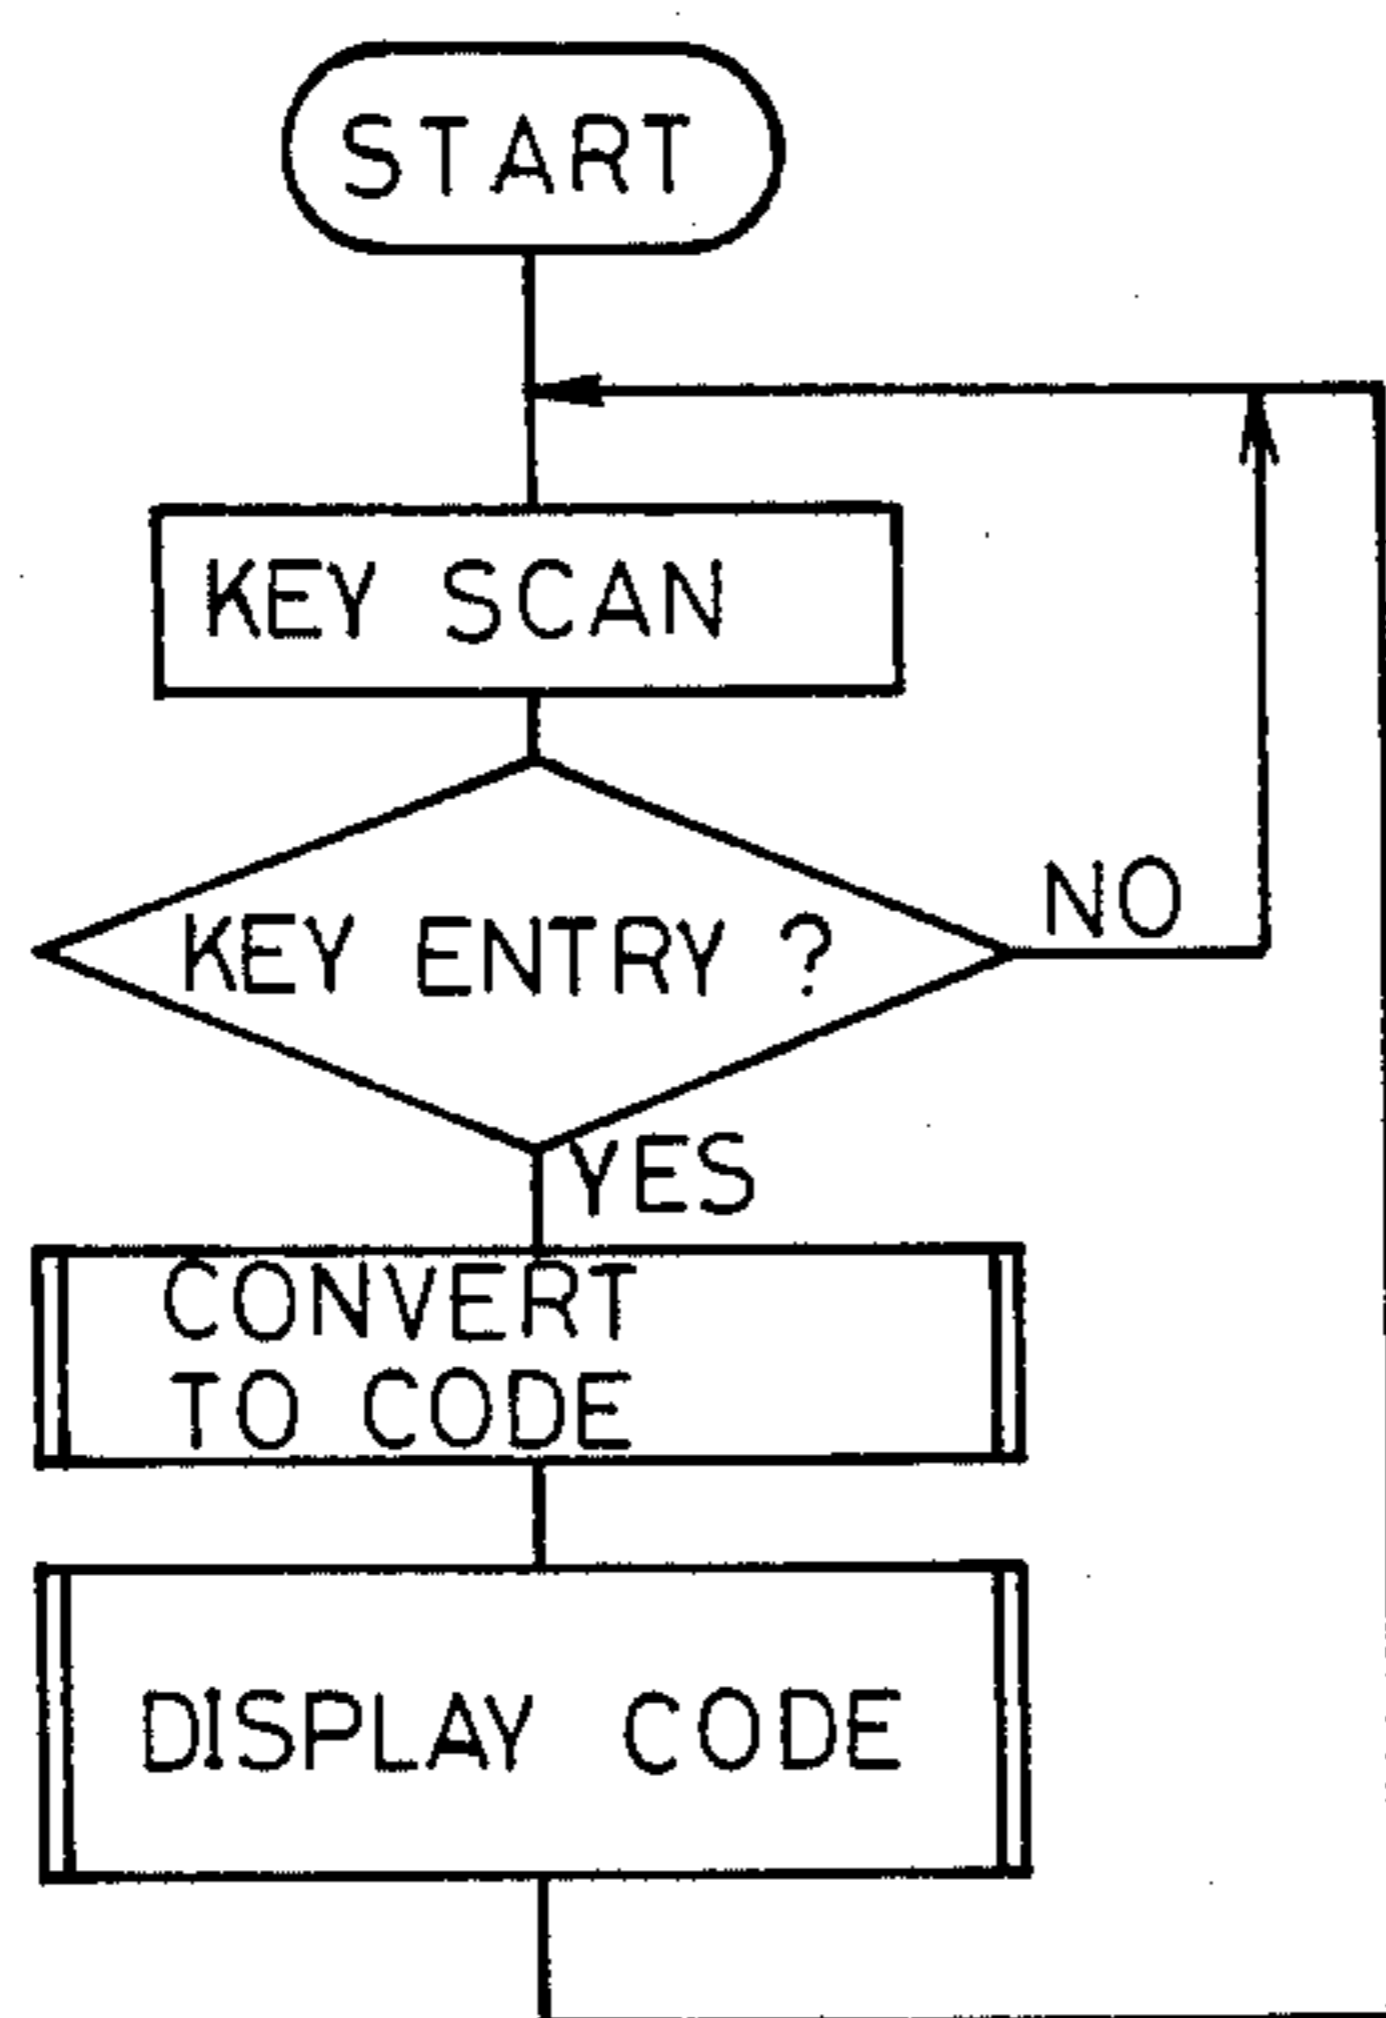 START
KEY SCAN
KEY ENTRY ?
NO
YES
CONVERT
TO CODE
DISPLAY CODE